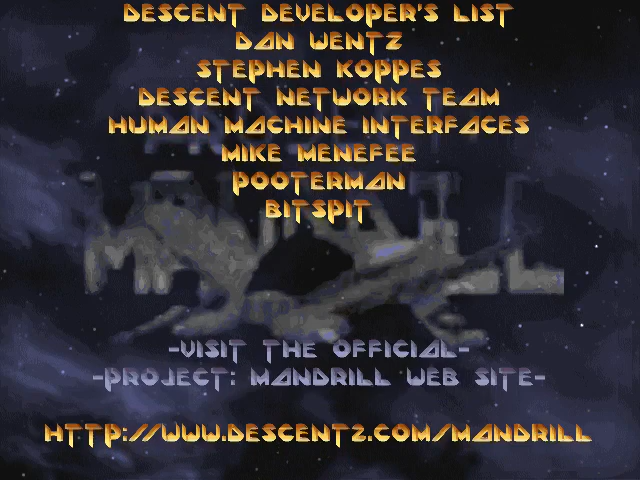 DESCENT DEVELOPER'S LIST
DAN WENTZ
STEPHEN KOPPES
DESCENT NETWORK TEAM
HUMAN MACHINE INTERFACES
MIKE MENEFEE
POOTERMAN
BITSPIT
-VISIT THE OFFICIAL-
-PROJECT: MANDRILL WEB SITE-
HTTP://WWW.DESCENT2.COM/MANDRILL